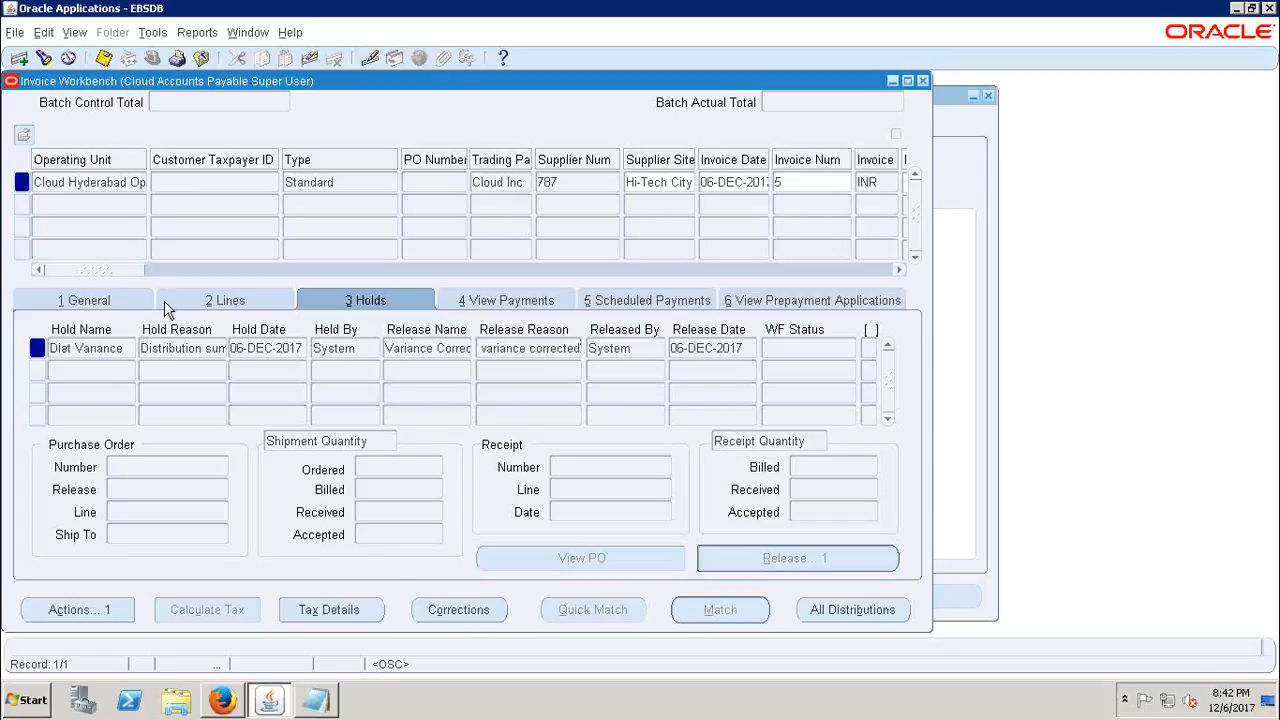 Oracle Applications - EBSDB
File Edit View Folder Tools Reports Window Help
ORACLE
Invoice Workbench (Cloud Accounts Payable Super User)
Batch Control Total
Batch Actual Total
Operating Unit Customer Taxpayer ID Type PO Number Trading Pa Supplier Num Supplier Site Invoice Date Invoice Num Invoice
Cloud Hyderabad Op Standard Cloud Inc 787 Hi-Tech City 06-DEC-2017 5 INR
1 General 2 Lines 3 Holds 4 View Payments 5 Scheduled Payments 6 View Prepayment Applications
Hold Name Hold Reason Hold Date Held By Release Name Release Reason Released By Release Date WF Status [ ]
Diat Variance Distribution sum 06-DEC-2017 System Variance Correc variance corrected System 06-DEC-2017
Purchase Order Shipment Quantity Receipt Receipt Quantity
Number Ordered Number Billed
Release Billed Line Received
Line Received Date Accepted
Ship To Accepted
View PO Release... 1
Actions... 1 Calculate Tax Tax Details Corrections Quick Match Match All Distributions
Record: 1/1 ... <OSC>
Start
8:42 PM
12/6/2017